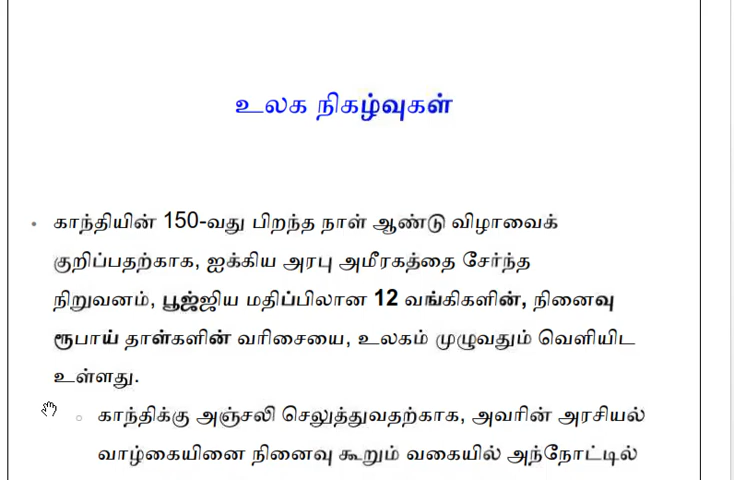 உலக நிகழ்வுகள்
காந்தியின் 150-வது பிறந்த நாள் ஆண்டு விழாவைக்
குறிப்பதற்காக, ஐக்கிய அரபு அமீரகத்தை சேர்ந்த
நிறுவனம், பூஜ்ஜிய மதிப்பிலான 12 வங்கிகளின், நினைவு
ரூபாய் தாள்களின் வரிசையை, உலகம் முழுவதும் வெளியிட
உள்ளது.
காந்திக்கு அஞ்சலி செலுத்துவதற்காக, அவரின் அரசியல்
வாழ்கையினை நினைவு கூறும் வகையில் அந்நோட்டில்